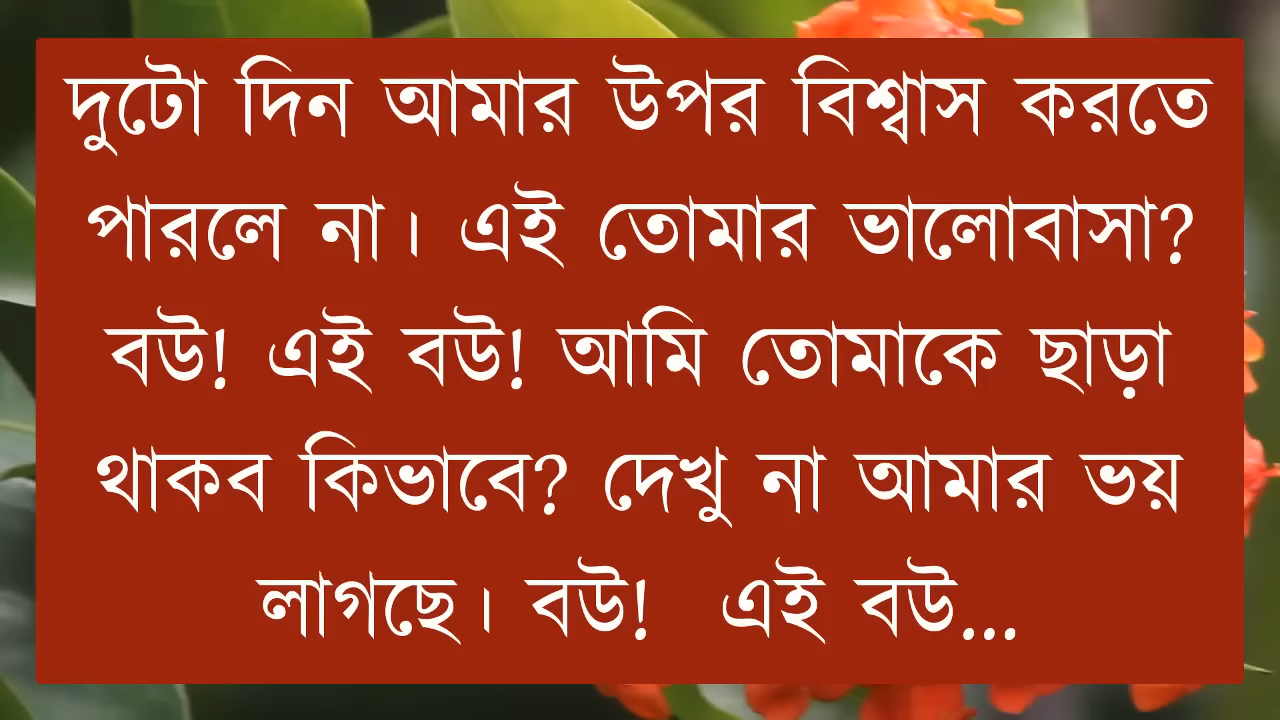 দুটো দিন আমার উপর বিশ্বাস করতে
পারলে না। এই তোমার ভালোবাসা?
বউ! এই বউ! আমি তোমাকে ছাড়া
থাকব কিভাবে? দেখু না আমার ভয়
লাগছে। বউ! এই বউ...